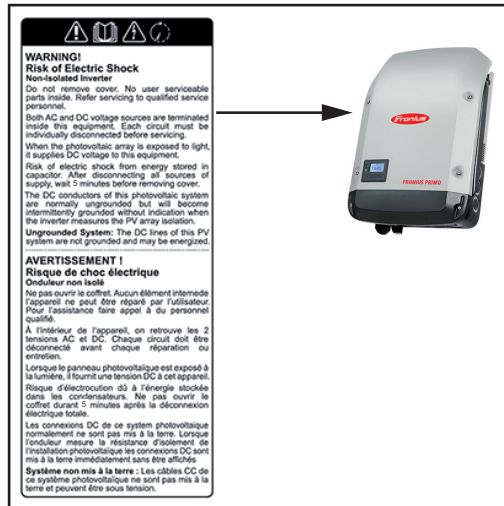 WARNING!
Risk of Electric Shock
Non-Isolated Inverter
Do not remove cover. No user serviceable
parts inside. Refer servicing to qualified service
personnel.
Both AC and DC voltage sources are terminated
inside this equipment. Each circuit must be
individually disconnected before servicing.
When the photovoltaic array is exposed to light,
it supplies DC voltage to this equipment.
Risk of electric shock from energy stored in
capacitor. After disconnecting all sources of
supply, wait 5 minutes before removing cover.
The DC conductors of this photovoltaic system
are normally ungrounded but will become
intermittently grounded without indication when
the inverter measures the PV array isolation.
Ungrounded System: The DC lines of this PV
system are not grounded and may be energized.
AVERTISSEMENT !
Risque de choc électrique
Onduleur non isolé
Ne pas ouvrir le coffret. Aucun élément internede
l'appareil ne peut être réparé par l'utilisateur.
Pour l'assistance faire appel à du personnel
qualifié.
À l'intérieur de l'appareil, on retrouve les 2
tensions AC et DC. Chaque circuit doit être
déconnecté avant chaque réparation ou
entretien.
Lorsque le panneau photovoltaïque est exposé à
la lumière, il fournit une tension DC à cet appareil.
Risque d'électrocution dû à l'énergie stockée
dans les condensateurs. Ne pas ouvrir le
coffret durant 5 minutes après la déconnexion
électrique totale.
Les connexions DC de ce system photovoltaique
normalement ne sont pas mis à la terre. Lorsque
l'onduleur mesure la résistance d'isolement de
l'installation photovoltaique les connexions DC sont
mis à la terre immédiatement sans être affichés
Système non mis à la terre : Les câbles CC de
ce système photovoltaïque ne sont pas mis à la
terre et peuvent être sous tension.
Fronius
FRONIUS PRIMO